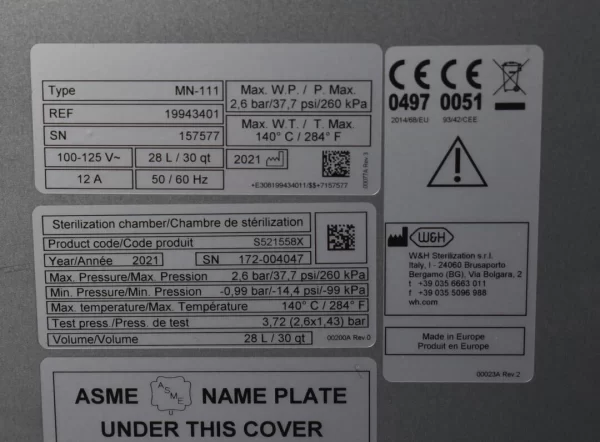 Type MN-111
REF 19943401
SN 157577
100-125 V~ 28 L / 30 qt
12 A 50 / 60 Hz
Max. W.P. / P. Max.
2,6 bar/37,7 psi/260 kPa
Max. W.T. / T. Max.
140° C / 284° F
2021
+E308199434011/$$+7157577
00077A Rev.3
Sterilization chamber/Chambre de stérilization
Product code/Code produit S521558X
Year/Année 2021 SN 172-004047
Max. Pressure/Max. Pression 2,6 bar/37,7 psi/260 kPa
Min. Pressure/Min. Pression -0,99 bar/-14,4 psi/-99 kPa
Max. temperature/Max. Température 140° C / 284° F
Test press./Press. de test 3,72 (2,6x1,43) bar
Volume/Volume 28 L / 30 qt
00200A Rev.0
ASME ASME U NAME PLATE
UNDER THIS COVER
CE CE
0497 0051
2014/68/EU 93/42/CEE
W&H
W&H Sterilization s.r.l.
Italy, I - 24060 Brusaporto
Bergamo (BG), Via Bolgara, 2
t +39 035 6663 011
f +39 035 5096 988
wh.com
Made in Europe
Produit en Europe
00023A Rev.2